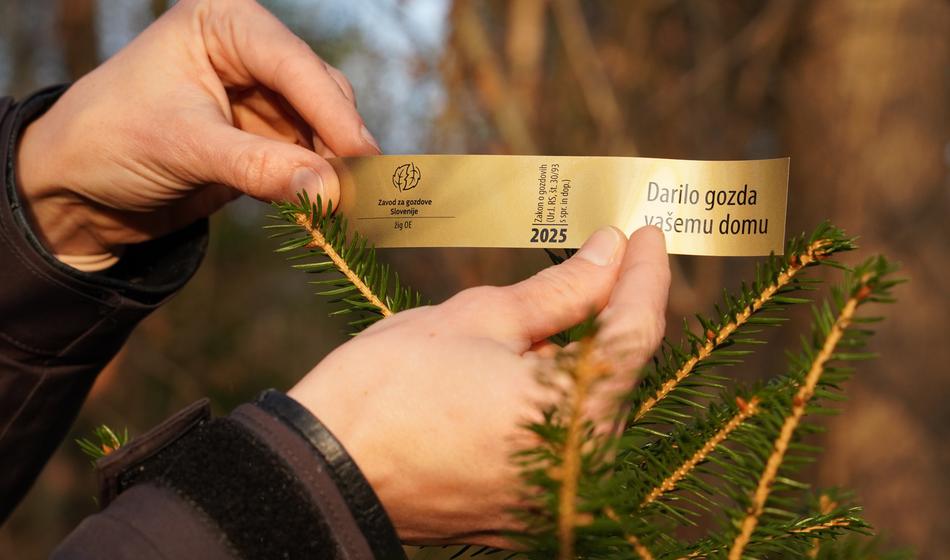 Zavod za gozdove
Slovenije
žig OE
Zakon o gozdovih
(Ur.l. RS, št. 30/93
s spr. in dop.)
2025
Darilo gozda
vašemu domu